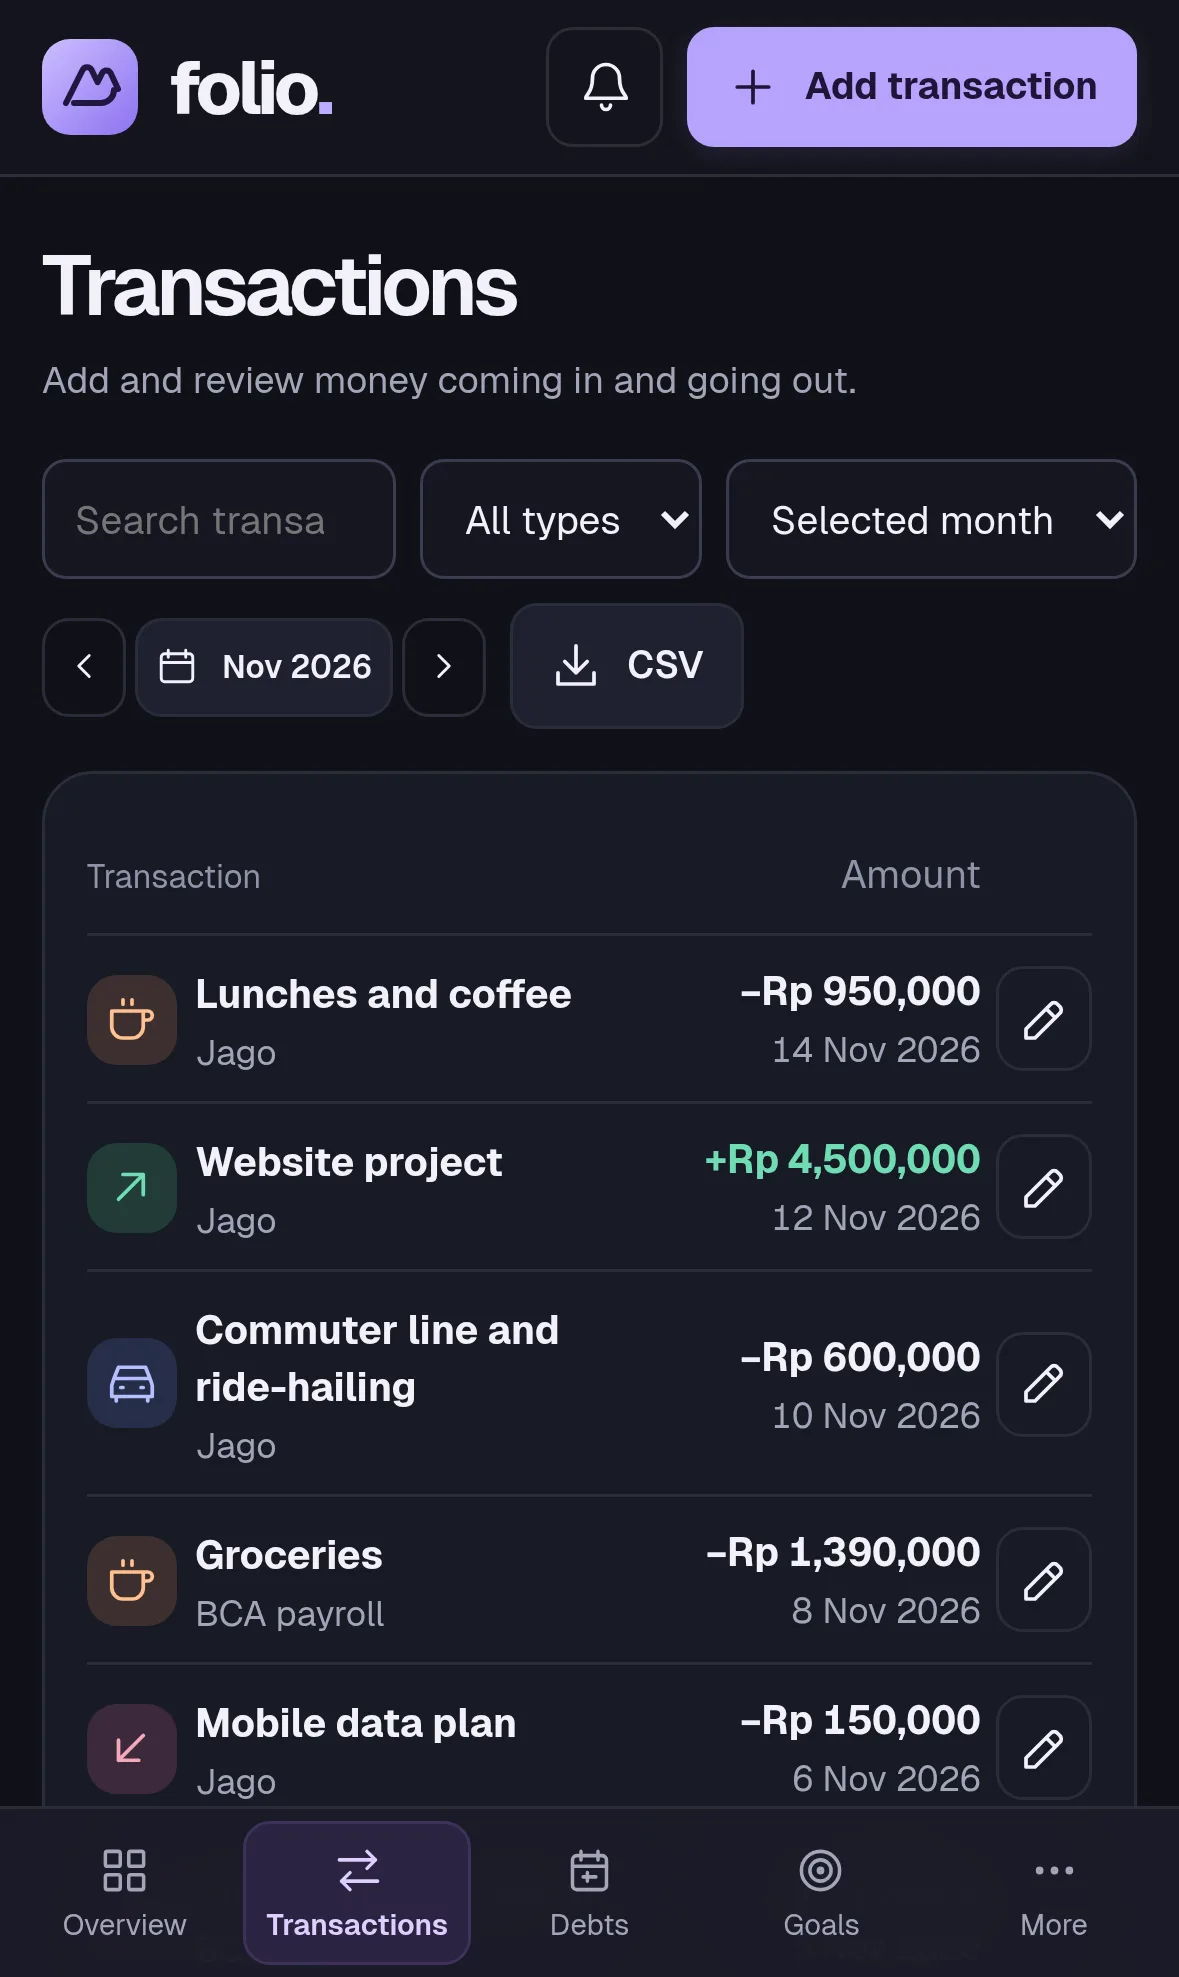 folio.
Add transaction
Transactions
Add and review money coming in and going out.
Search transa
All types
Selected month
Nov 2026
CSV
Transaction
Amount
Lunches and coffee
−Rp 950,000
Jago
14 Nov 2026
Website project
+Rp 4,500,000
Jago
12 Nov 2026
Commuter line and
ride-hailing
−Rp 600,000
Jago
10 Nov 2026
Groceries
−Rp 1,390,000
BCA payroll
8 Nov 2026
Mobile data plan
−Rp 150,000
Jago
6 Nov 2026
Overview
Transactions
Debts
Goals
More